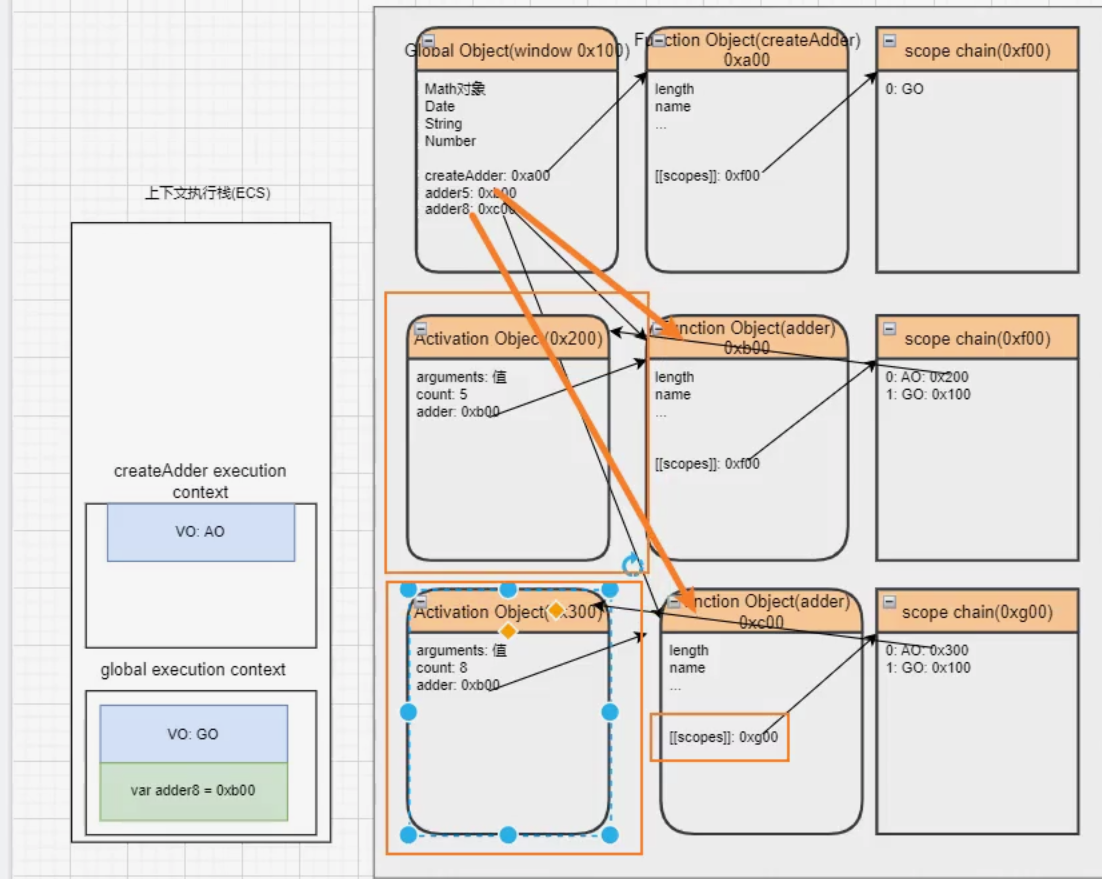 上下文执行栈(ECS)
createAdder execution
context
VO: AO
global execution context
VO: GO
var adder8 = 0xb00
Global Object(window 0x100)
Math对象
Date
String
Number
createAdder: 0xa00
adder5: 0xb00
adder8: 0xc00
Function Object(createAdder)
0xa00
length
name
...
[[scopes]]: 0xf00
scope chain(0xf00)
0: GO
Activation Object(0x200)
arguments: 值
count: 5
adder: 0xb00
Function Object(adder)
0xb00
length
name
...
[[scopes]]: 0xf00
scope chain(0xf00)
0: AO: 0x200
1: GO: 0x100
Activation Object(0x300)
arguments: 值
count: 8
adder: 0xb00
Function Object(adder)
0xc00
length
name
...
[[scopes]]: 0xg00
scope chain(0xg00)
0: AO: 0x300
1: GO: 0x100